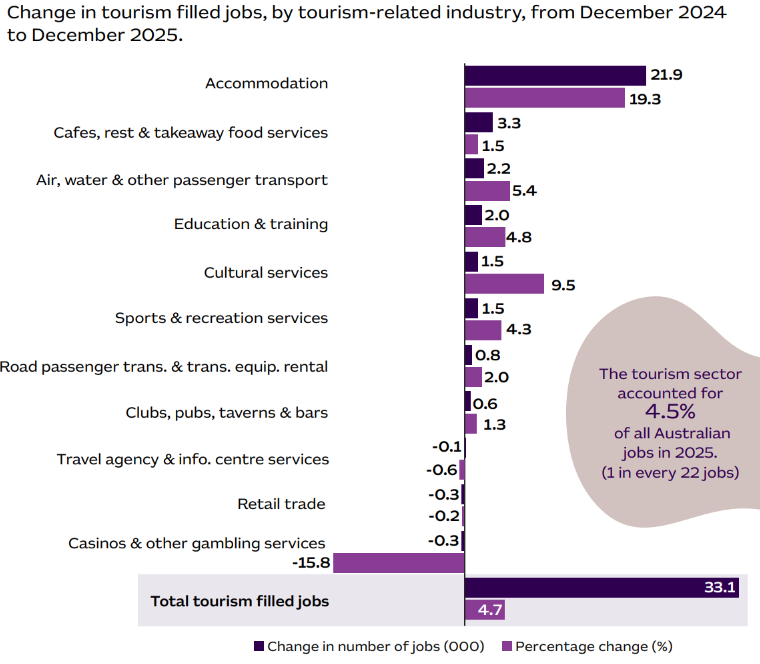 Change in tourism filled jobs, by tourism-related industry, from December 2024
to December 2025.
Accommodation
21.9
19.3
Cafes, rest & takeaway food services
3.3
1.5
Air, water & other passenger transport
2.2
5.4
Education & training
2.0
4.8
Cultural services
1.5
9.5
Sports & recreation services
1.5
4.3
Road passenger trans. & trans. equip. rental
0.8
2.0
Clubs, pubs, taverns & bars
0.6
1.3
Travel agency & info. centre services
-0.1
-0.6
Retail trade
-0.3
-0.2
Casinos & other gambling services
-0.3
-15.8
Total tourism filled jobs
33.1
4.7
The tourism sector
accounted for
4.5%
of all Australian
jobs in 2025.
(1 in every 22 jobs)
Change in number of jobs (000)
Percentage change (%)